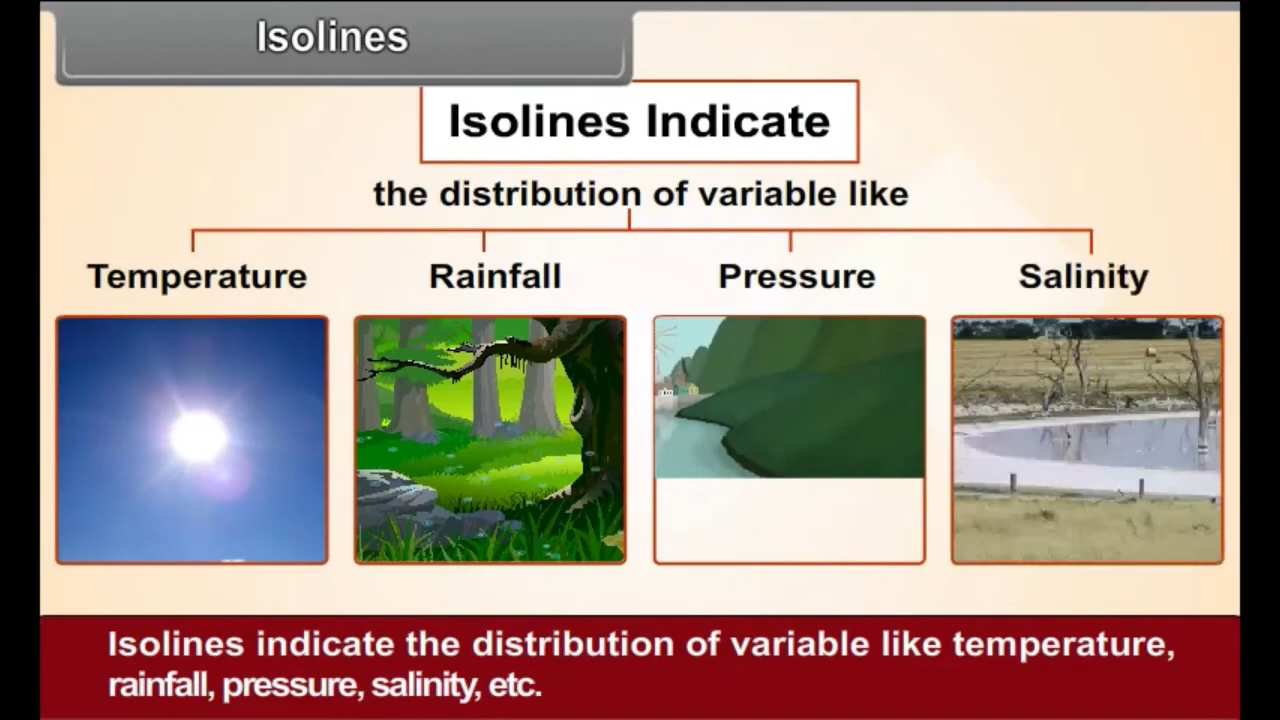 Isolines
Isolines Indicate
the distribution of variable like
Temperature
Rainfall
Pressure
Salinity
Isolines indicate the distribution of variable like temperature,
rainfall, pressure, salinity, etc.